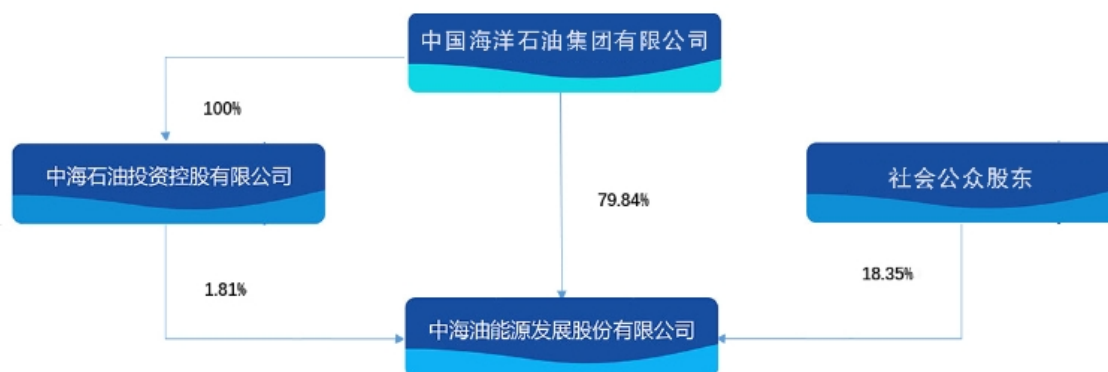 中国海洋石油集团有限公司
100%
中海石油投资控股有限公司
社会公众股东
79.84%
1.81%
18.35%
中海油能源发展股份有限公司